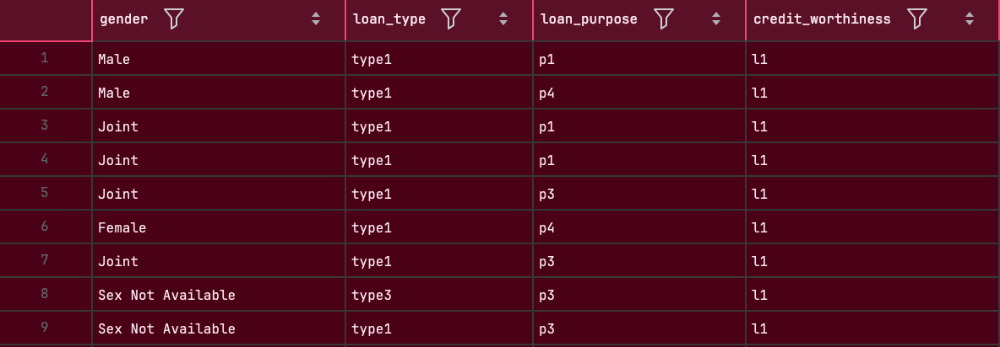 gender loan_type loan_purpose credit_worthiness
1 Male type1 p1 l1
2 Male type1 p4 l1
3 Joint type1 p1 l1
4 Joint type1 p1 l1
5 Joint type1 p3 l1
6 Female type1 p4 l1
7 Joint type1 p3 l1
8 Sex Not Available type3 p3 l1
9 Sex Not Available type1 p3 l1